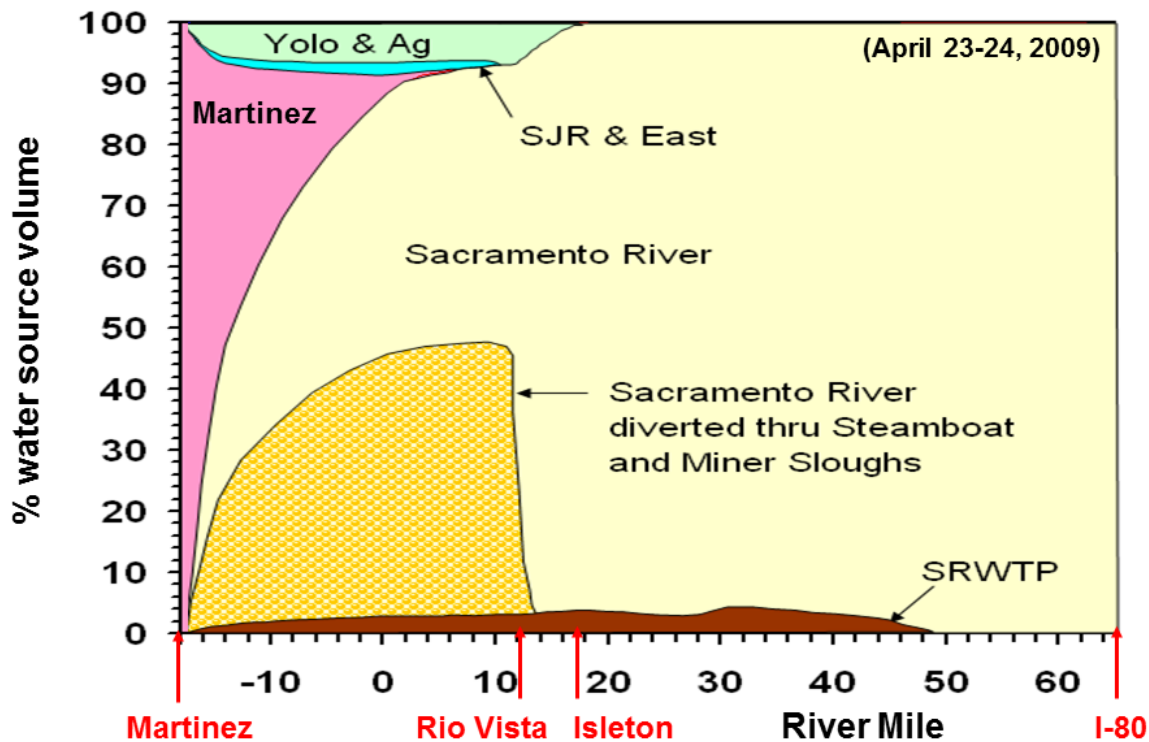 100
90
80
70
60
50
40
30
20
10
0
% water source volume
Yolo & Ag
(April 23-24, 2009)
Martinez
SJR & East
Sacramento River
Sacramento River
diverted thru Steamboat
and Miner Sloughs
SRWTP
-10 0 10 20 30 40 50 60
Martinez Rio Vista Isleton River Mile I-80